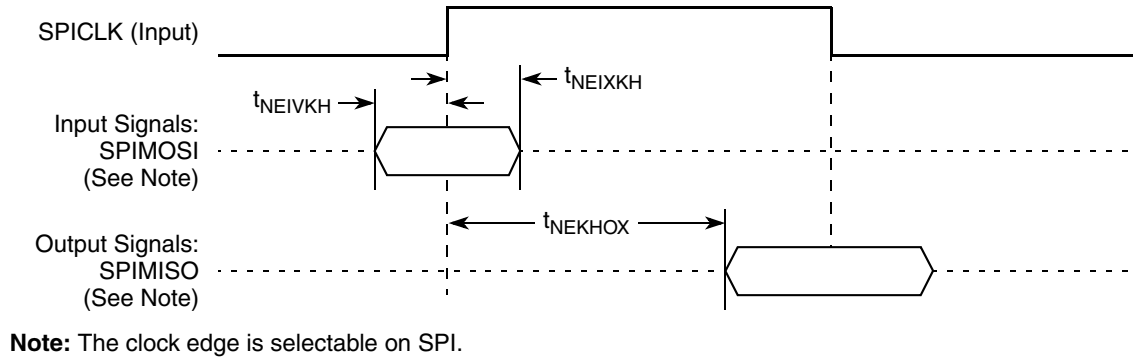 SPICLK (Input)
tNEIXKH
tNEIVKH
Input Signals:
SPIMOSI
(See Note)
tNEKHOX
Output Signals:
SPIMISO
(See Note)
Note: The clock edge is selectable on SPI.